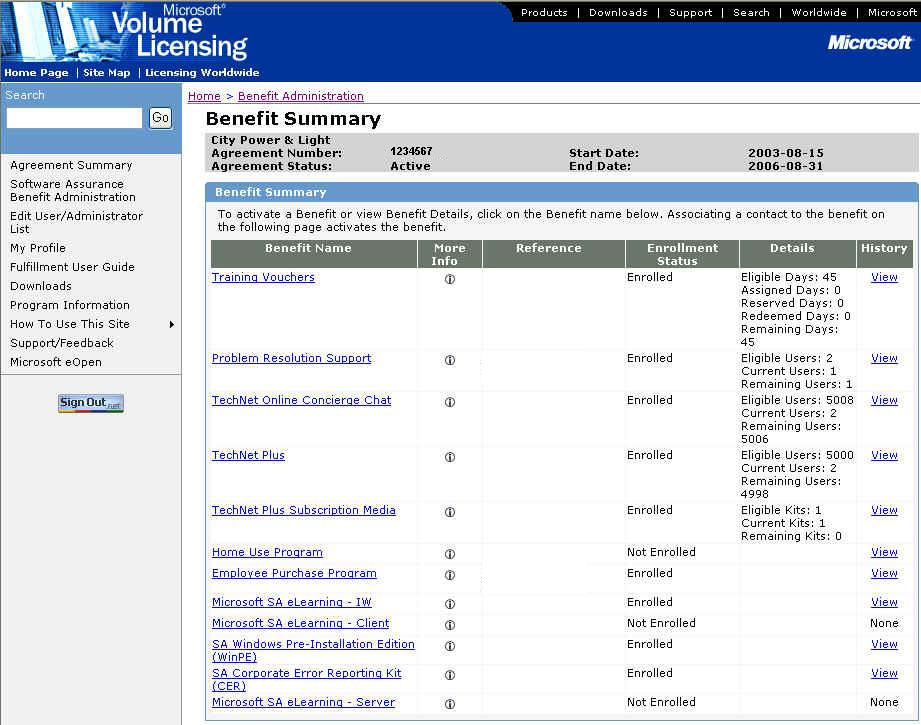 Microsoft®
Volume
Licensing
Products | Downloads | Support | Search | Worldwide | Microsoft
Microsoft
Home Page | Site Map | Licensing Worldwide
Search
Go
Agreement Summary
Software Assurance
Benefit Administration
Edit User/Administrator
List
My Profile
Fulfillment User Guide
Downloads
Program Information
How To Use This Site
Support/Feedback
Microsoft eOpen
Sign Out .net
Home > Benefit Administration
Benefit Summary
City Power & Light
Agreement Number: 1234567 Start Date: 2003-08-15
Agreement Status: Active End Date: 2006-08-31
Benefit Summary
To activate a Benefit or view Benefit Details, click on the Benefit name below. Associating a contact to the benefit on
the following page activates the benefit.
Benefit Name More Info Reference Enrollment Status Details History
Training Vouchers Enrolled Eligible Days: 45 View
Assigned Days: 0
Reserved Days: 0
Redeemed Days: 0
Remaining Days:
45
Problem Resolution Support Enrolled Eligible Users: 2 View
Current Users: 1
Remaining Users: 1
TechNet Online Concierge Chat Enrolled Eligible Users: 5008 View
Current Users: 2
Remaining Users:
5006
TechNet Plus Enrolled Eligible Users: 5000 View
Current Users: 2
Remaining Users:
4998
TechNet Plus Subscription Media Enrolled Eligible Kits: 1 View
Current Kits: 1
Remaining Kits: 0
Home Use Program Not Enrolled View
Employee Purchase Program Enrolled View
Microsoft SA eLearning - IW Enrolled View
Microsoft SA eLearning - Client Not Enrolled None
SA Windows Pre-Installation Edition Enrolled View
(WinPE)
SA Corporate Error Reporting Kit Enrolled View
(CER)
Microsoft SA eLearning - Server Not Enrolled None